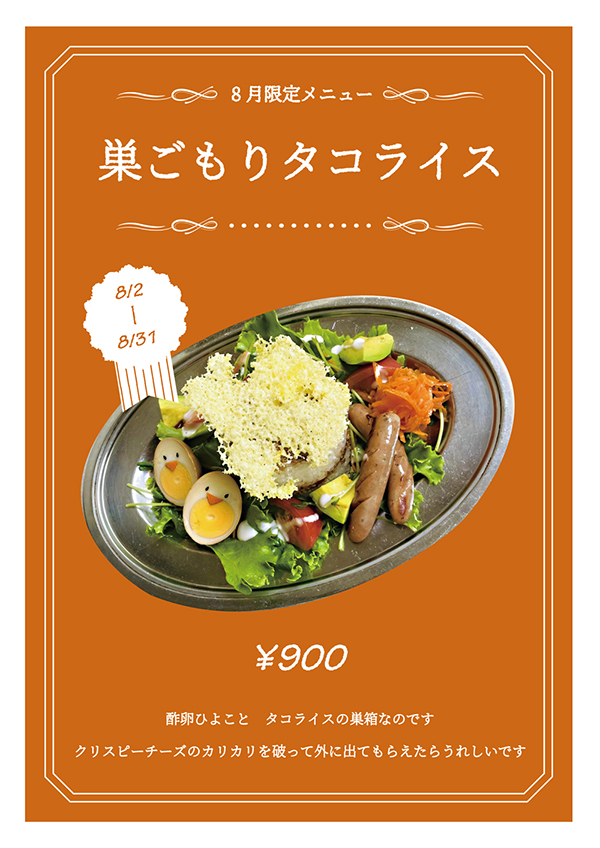 8月限定メニュー
巣ごもりタコライス
8/2
|
8/31
¥900
酢卵ひよこと　タコライスの巣箱なのです
クリスピーチーズのカリカリを破って外に出てもらえたらうれしいです